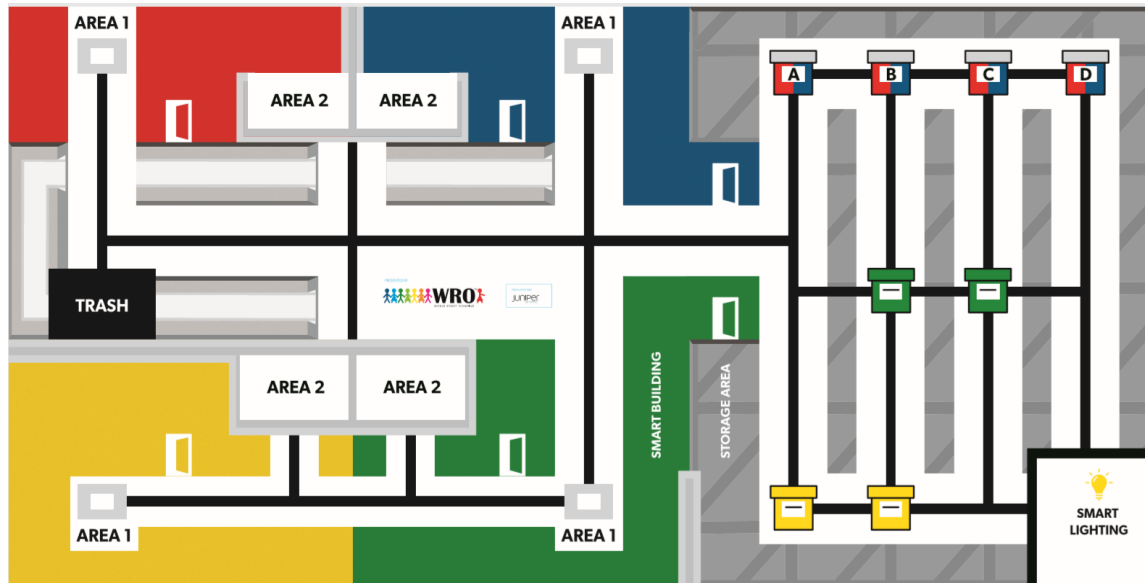 AREA 1
AREA 1
A
B
C
D
AREA 2
AREA 2
WRO
JUNIPEr
TRASH
AREA 2
AREA 2
SMART BUILDING
STORAGE AREA
AREA 1
AREA 1
SMART
LIGHTING